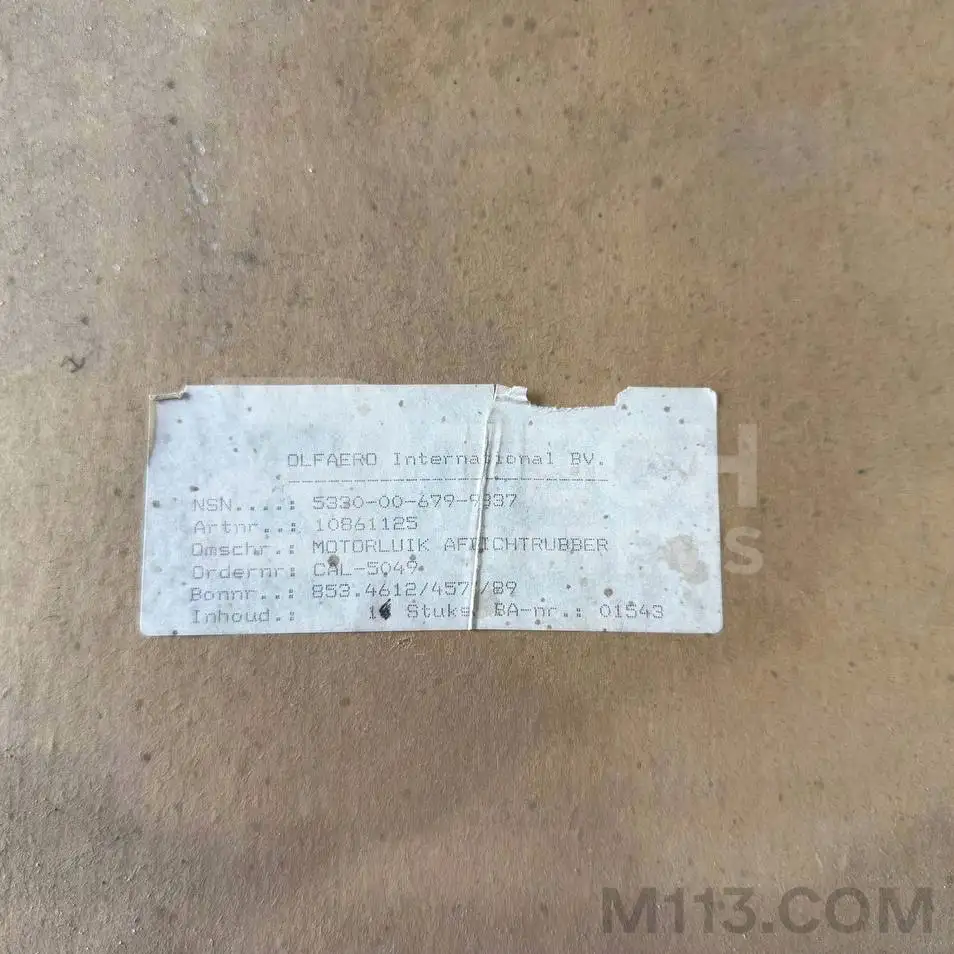 OLFAERO International BV.
NSN....: 5330-00-679-9337
Artnr..: 10861125
Omschr.: MOTORLUIK AFDICHTRUBBER
Ordernr: CAL-5049
Bonnr..: 853.4612/457 /89
Inhoud.: Stuks BA-nr.: 01543
H
S
M113.COM